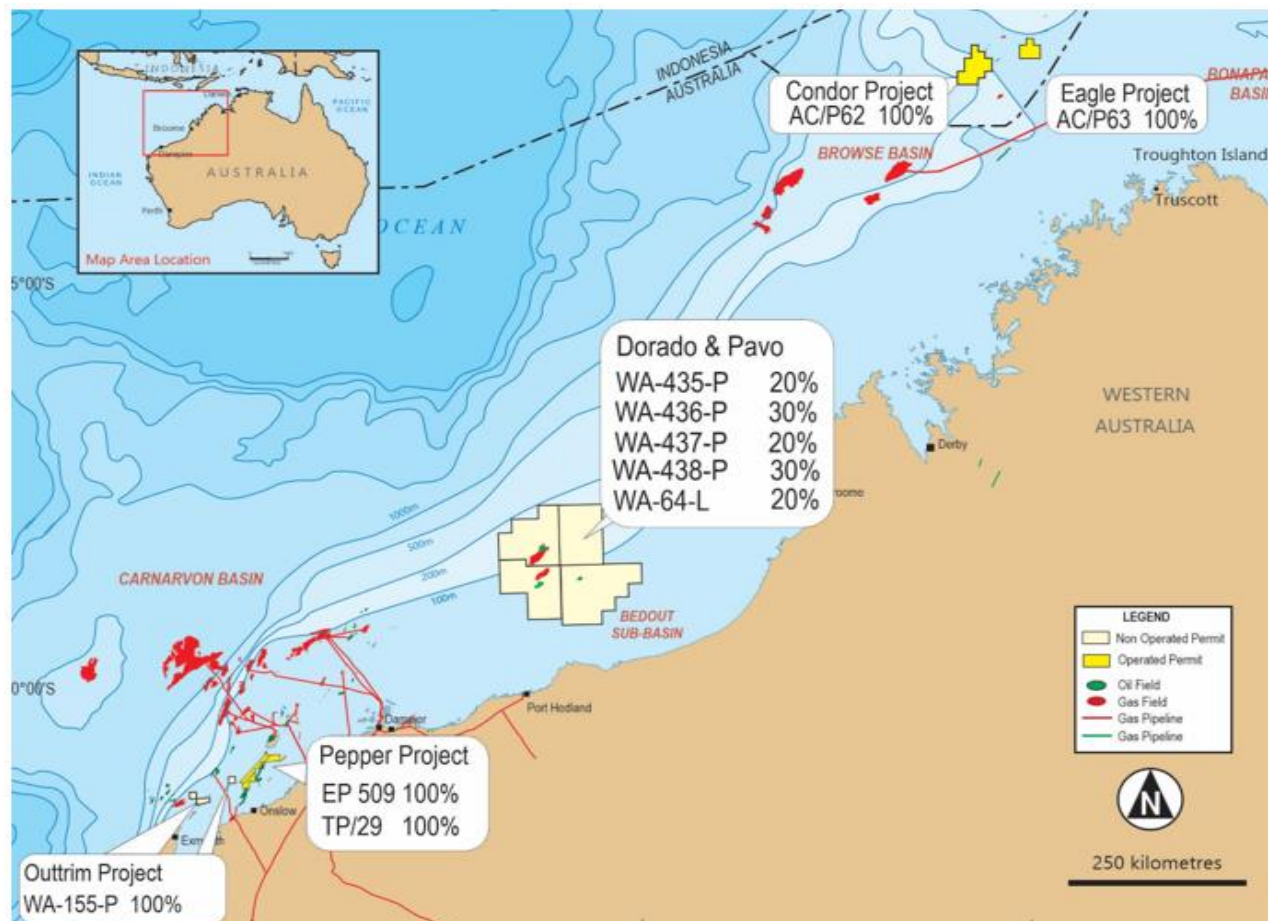 INDONESIA
PACIFIC
OCEAN
Broome
Dampier
INDIAN
OCEAN
AUSTRALIA
Perth
Map Area Location
INDONESIA
AUSTRALIA
Condor Project
AC/P62 100%
Eagle Project
AC/P63 100%
BONAPA
BASIN
BROWSE BASIN
Troughton Island
Truscott
OCEAN
5°00'S
Dorado & Pavo
WA-435-P 20%
WA-436-P 30%
WA-437-P 20%
WA-438-P 30%
WA-64-L 20%
WESTERN
AUSTRALIA
Derby
roome
1000m
500m
200m
100m
CARNARVON BASIN
BEDOUT
SUB-BASIN
0°00'S
Port Hedland
Dampier
Pepper Project
EP 509 100%
TP/29 100%
Onslow
Exmouth
Outtrim Project
WA-155-P 100%
LEGEND
Non Operated Permit
Operated Permit
Oil Field
Gas Field
Gas Pipeline
Gas Pipeline
N
250 kilometres